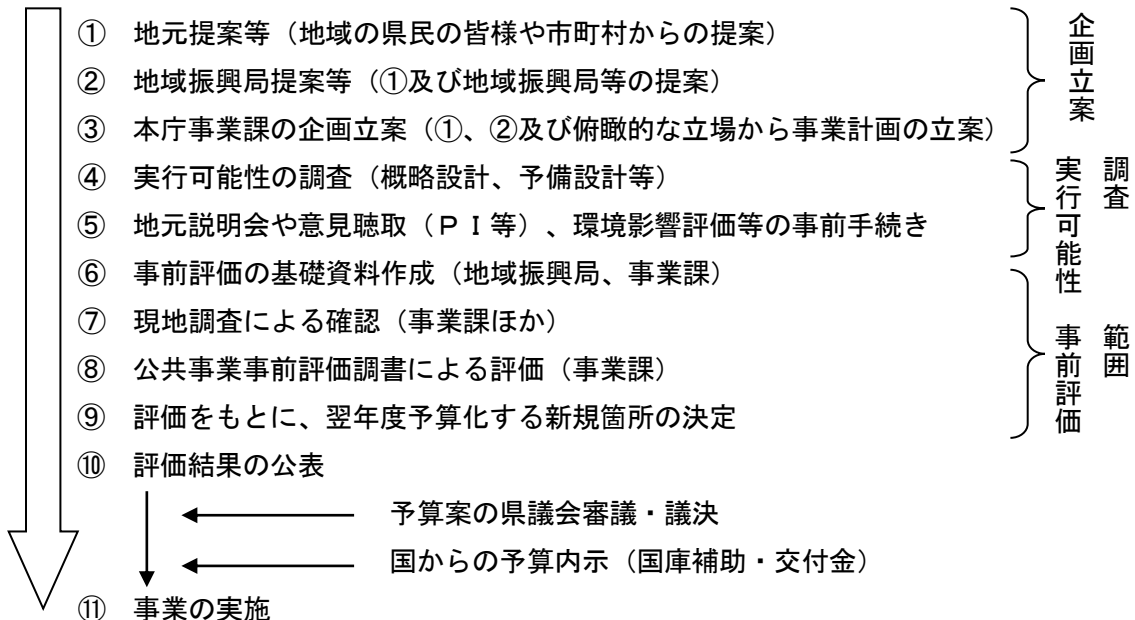 ① 地元提案等（地域の県民の皆様や市町村からの提案）
② 地域振興局提案等（①及び地域振興局等の提案）
③ 本庁事業課の企画立案（①、②及び俯瞰的な立場から事業計画の立案）
企画立案
④ 実行可能性の調査（概略設計、予備設計等）
⑤ 地元説明会や意見聴取（ＰＩ等）、環境影響評価等の事前手続き
実行可能性
調査
⑥ 事前評価の基礎資料作成（地域振興局、事業課）
⑦ 現地調査による確認（事業課ほか）
⑧ 公共事業事前評価調書による評価（事業課）
⑨ 評価をもとに、翌年度予算化する新規箇所の決定
事前評価
範囲
⑩ 評価結果の公表
予算案の県議会審議・議決
国からの予算内示（国庫補助・交付金）
⑪ 事業の実施